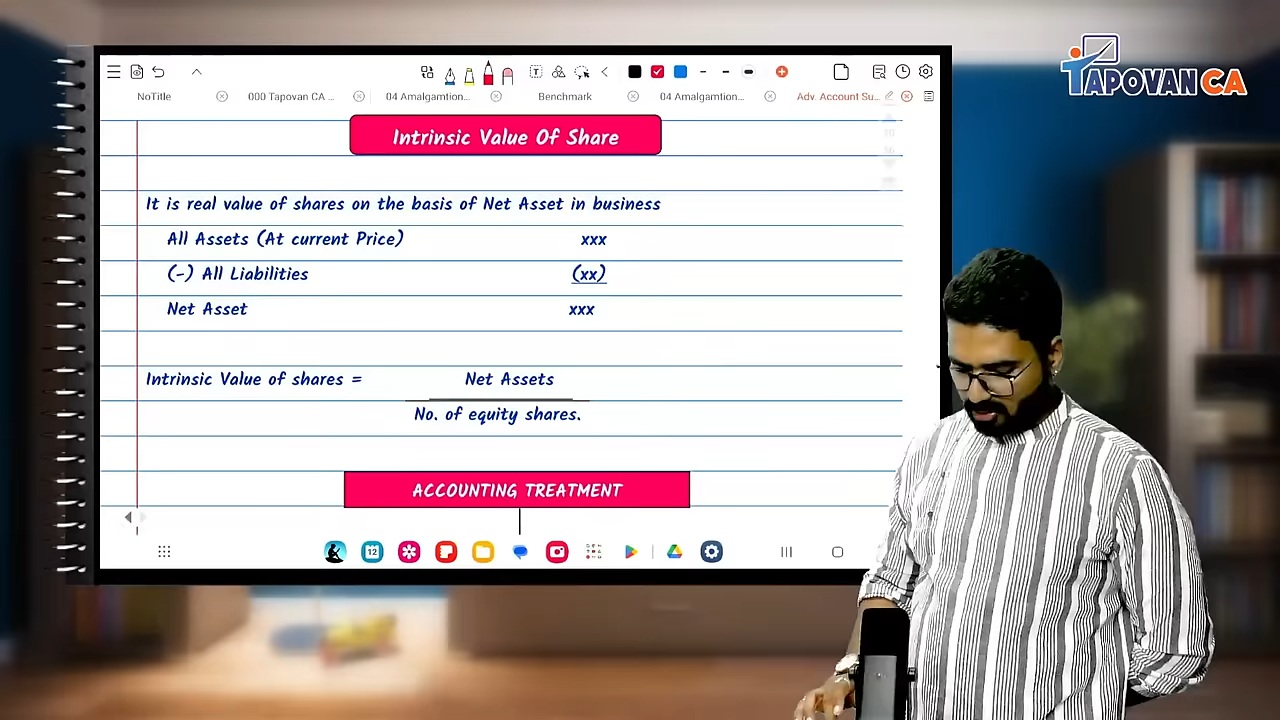 TAPOVAN CA
NoTitle
000 Tapovan CA ...
04 Amalgamtion...
Benchmark
04 Amalgamtion...
Adv. Account Su...
Intrinsic Value Of Share
It is real value of shares on the basis of Net Asset in business
All Assets (At current Price) xxx
(-) All Liabilities (xx)
Net Asset xxx
Intrinsic Value of shares = Net Assets
No. of equity shares.
ACCOUNTING TREATMENT
12